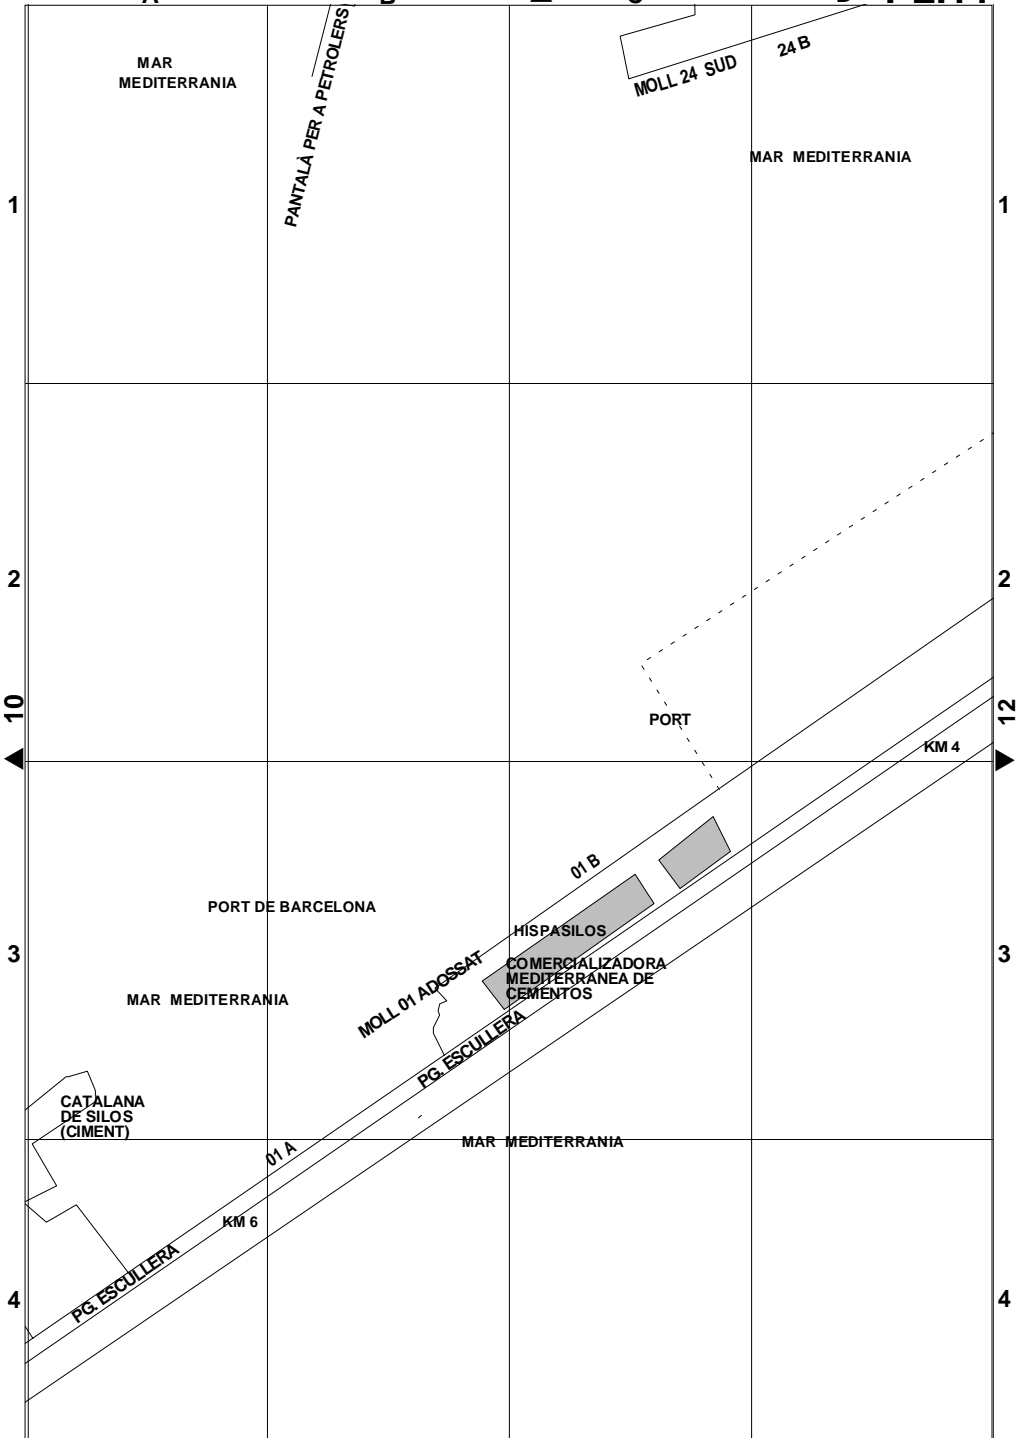 MAR
MEDITERRANIA
PANTALÀ PER A PETROLERS
MOLL 24 SUD
24 B
MAR MEDITERRANIA
1
1
2
2
10
12
PORT
KM 4
01 B
PORT DE BARCELONA
HISPASILOS
3
3
COMERCIALIZADORA
MEDITERRANEA DE
CEMENTOS
MOLL 01 ADOSSAT
MAR MEDITERRANIA
PG. ESCULLERA
CATALANA
DE SILOS
(CIMENT)
MAR MEDITERRANIA
01 A
KM 6
PG. ESCULLERA
4
4